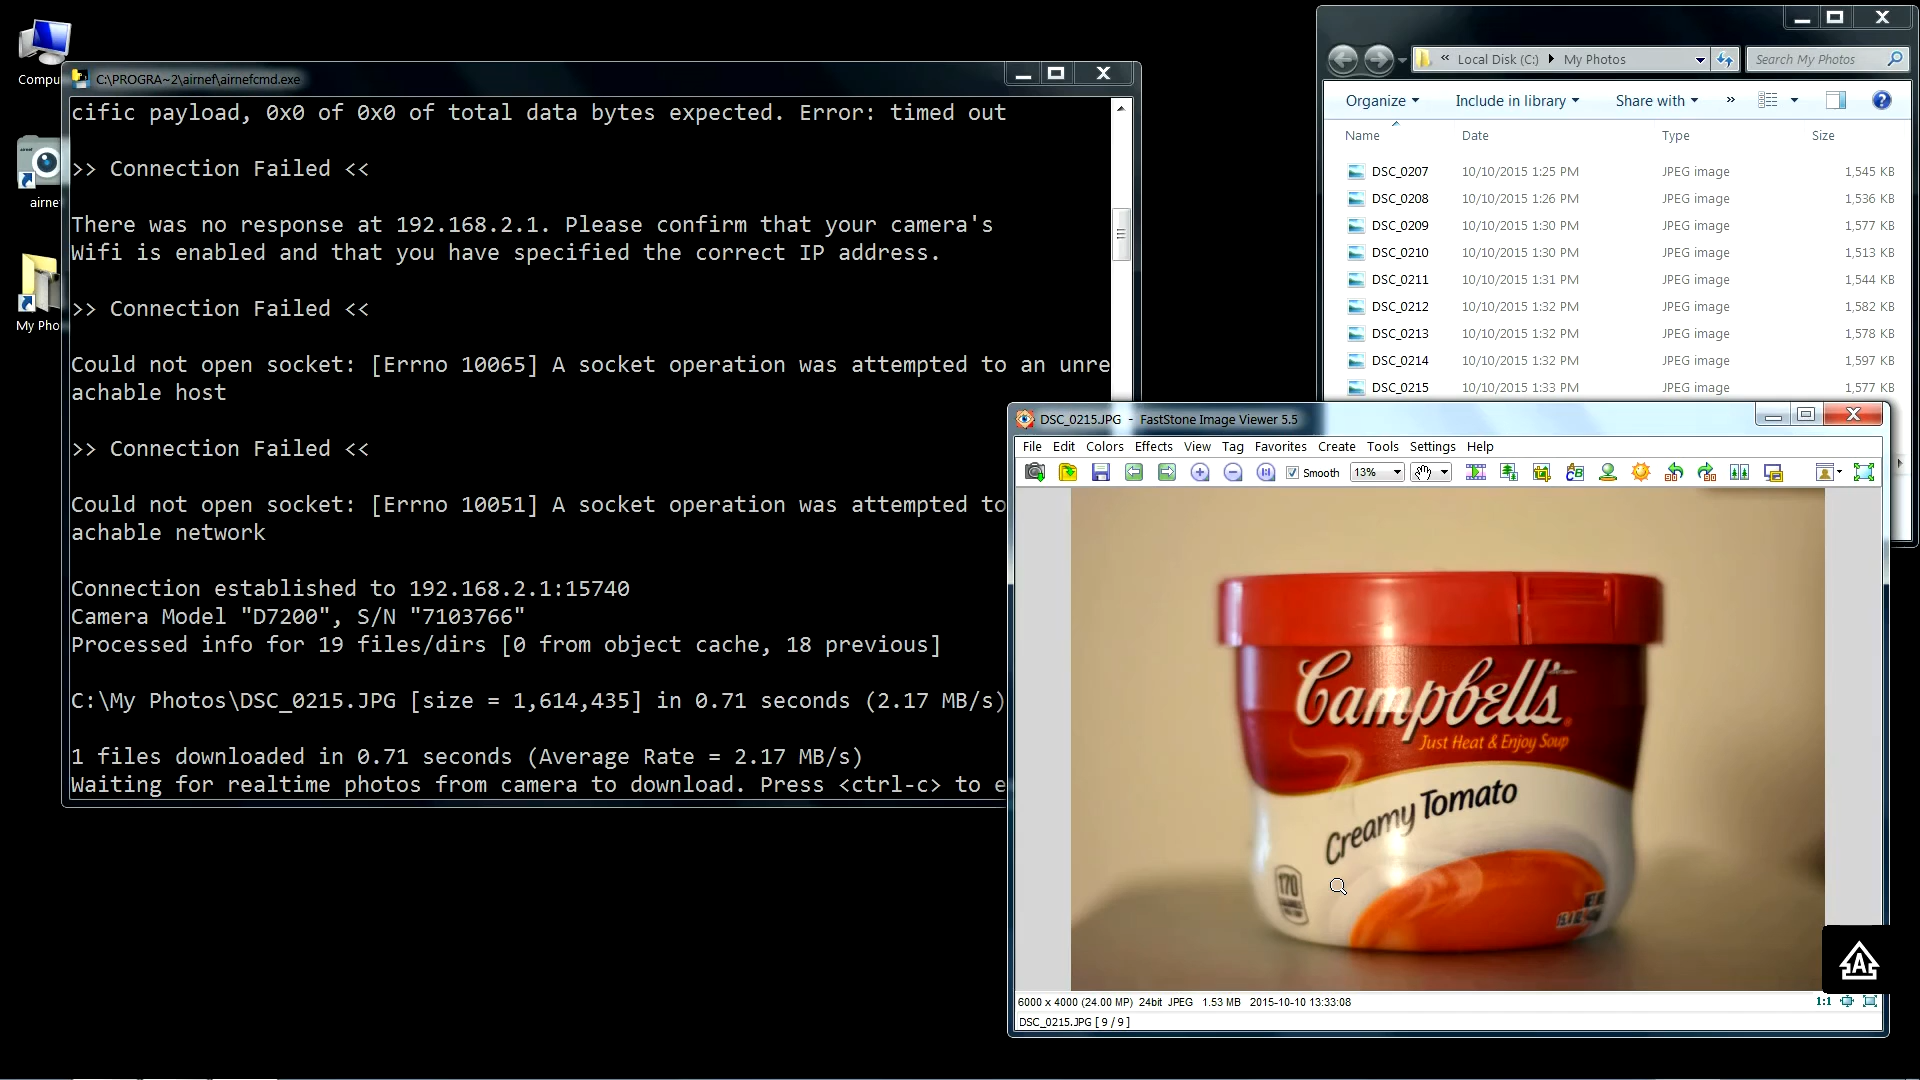 Compu
airne
My Pho
C:\PROGRA~2\airnef\airnefcmd.exe
cific payload, 0x0 of 0x0 of total data bytes expected. Error: timed out
>> Connection Failed <<
There was no response at 192.168.2.1. Please confirm that your camera's
Wifi is enabled and that you have specified the correct IP address.
>> Connection Failed <<
Could not open socket: [Errno 10065] A socket operation was attempted to an unre
achable host
>> Connection Failed <<
Could not open socket: [Errno 10051] A socket operation was attempted to
achable network
Connection established to 192.168.2.1:15740
Camera Model "D7200", S/N "7103766"
Processed info for 19 files/dirs [0 from object cache, 18 previous]
C:\My Photos\DSC_0215.JPG [size = 1,614,435] in 0.71 seconds (2.17 MB/s)
1 files downloaded in 0.71 seconds (Average Rate = 2.17 MB/s)
Waiting for realtime photos from camera to download. Press <ctrl-c> to e
« Local Disk (C:) My Photos Search My Photos
Organize Include in library Share with »
Name Date Type Size
DSC_0207 10/10/2015 1:25 PM JPEG image 1,545 KB
DSC_0208 10/10/2015 1:26 PM JPEG image 1,536 KB
DSC_0209 10/10/2015 1:30 PM JPEG image 1,577 KB
DSC_0210 10/10/2015 1:30 PM JPEG image 1,513 KB
DSC_0211 10/10/2015 1:31 PM JPEG image 1,544 KB
DSC_0212 10/10/2015 1:32 PM JPEG image 1,582 KB
DSC_0213 10/10/2015 1:32 PM JPEG image 1,578 KB
DSC_0214 10/10/2015 1:32 PM JPEG image 1,597 KB
DSC_0215 10/10/2015 1:33 PM JPEG image 1,577 KB
DSC_0215.JPG - FastStone Image Viewer 5.5
File Edit Colors Effects View Tag Favorites Create Tools Settings Help
Smooth 13%
Campbell's
Just Heat & Enjoy Soup
Creamy Tomato
170
6000 x 4000 (24.00 MP) 24bit JPEG 1.53 MB 2015-10-10 13:33:08 1:1
DSC_0215.JPG [ 9 / 9 ]